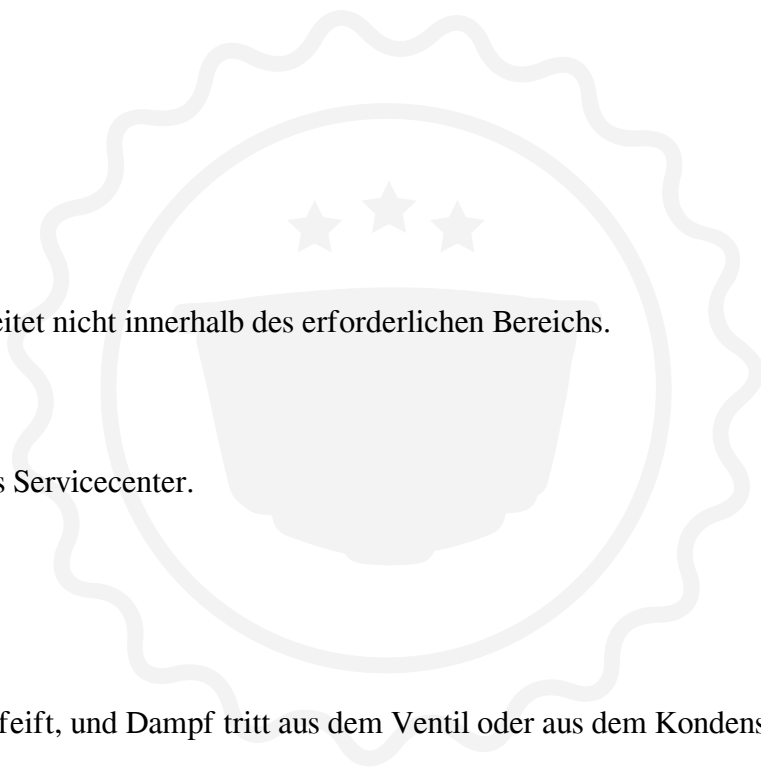 eitet nicht innerhalb des erforderlichen Bereichs.
s Servicecenter.
feift, und Dampf tritt aus dem Ventil oder aus dem Kondens